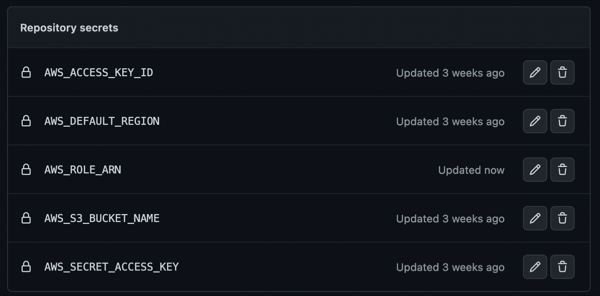 Repository secrets
AWS_ACCESS_KEY_ID Updated 3 weeks ago
AWS_DEFAULT_REGION Updated 3 weeks ago
AWS_ROLE_ARN Updated now
AWS_S3_BUCKET_NAME Updated 3 weeks ago
AWS_SECRET_ACCESS_KEY Updated 3 weeks ago